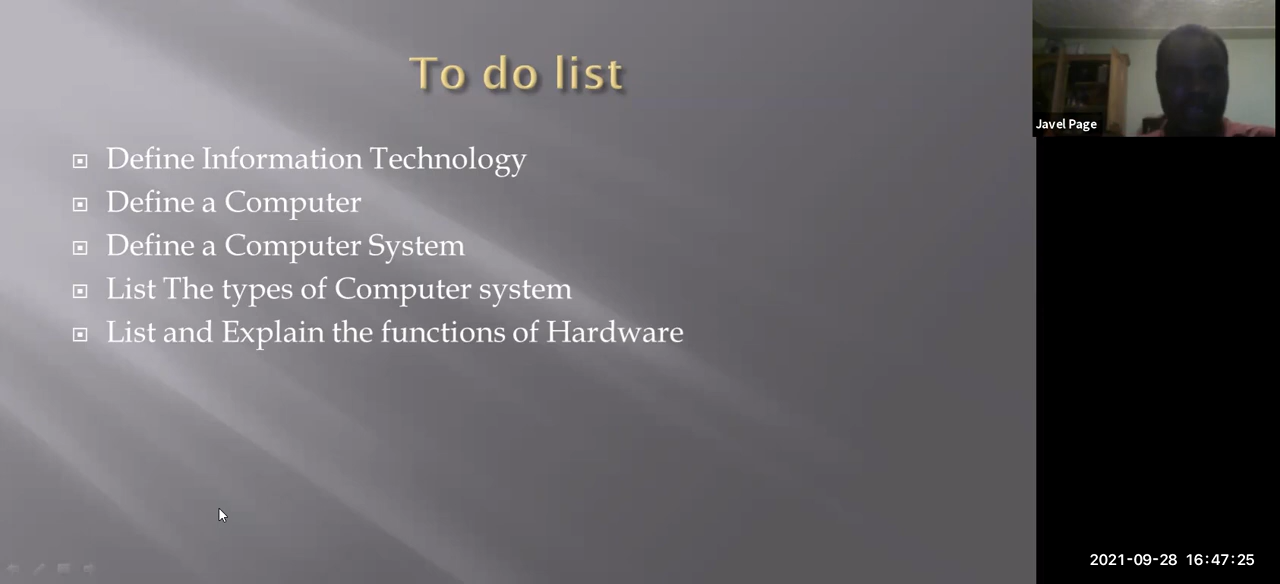 To do list
Define Information Technology
Define a Computer
Define a Computer System
List The types of Computer system
List and Explain the functions of Hardware
Javel Page
2021-09-28 16:47:25